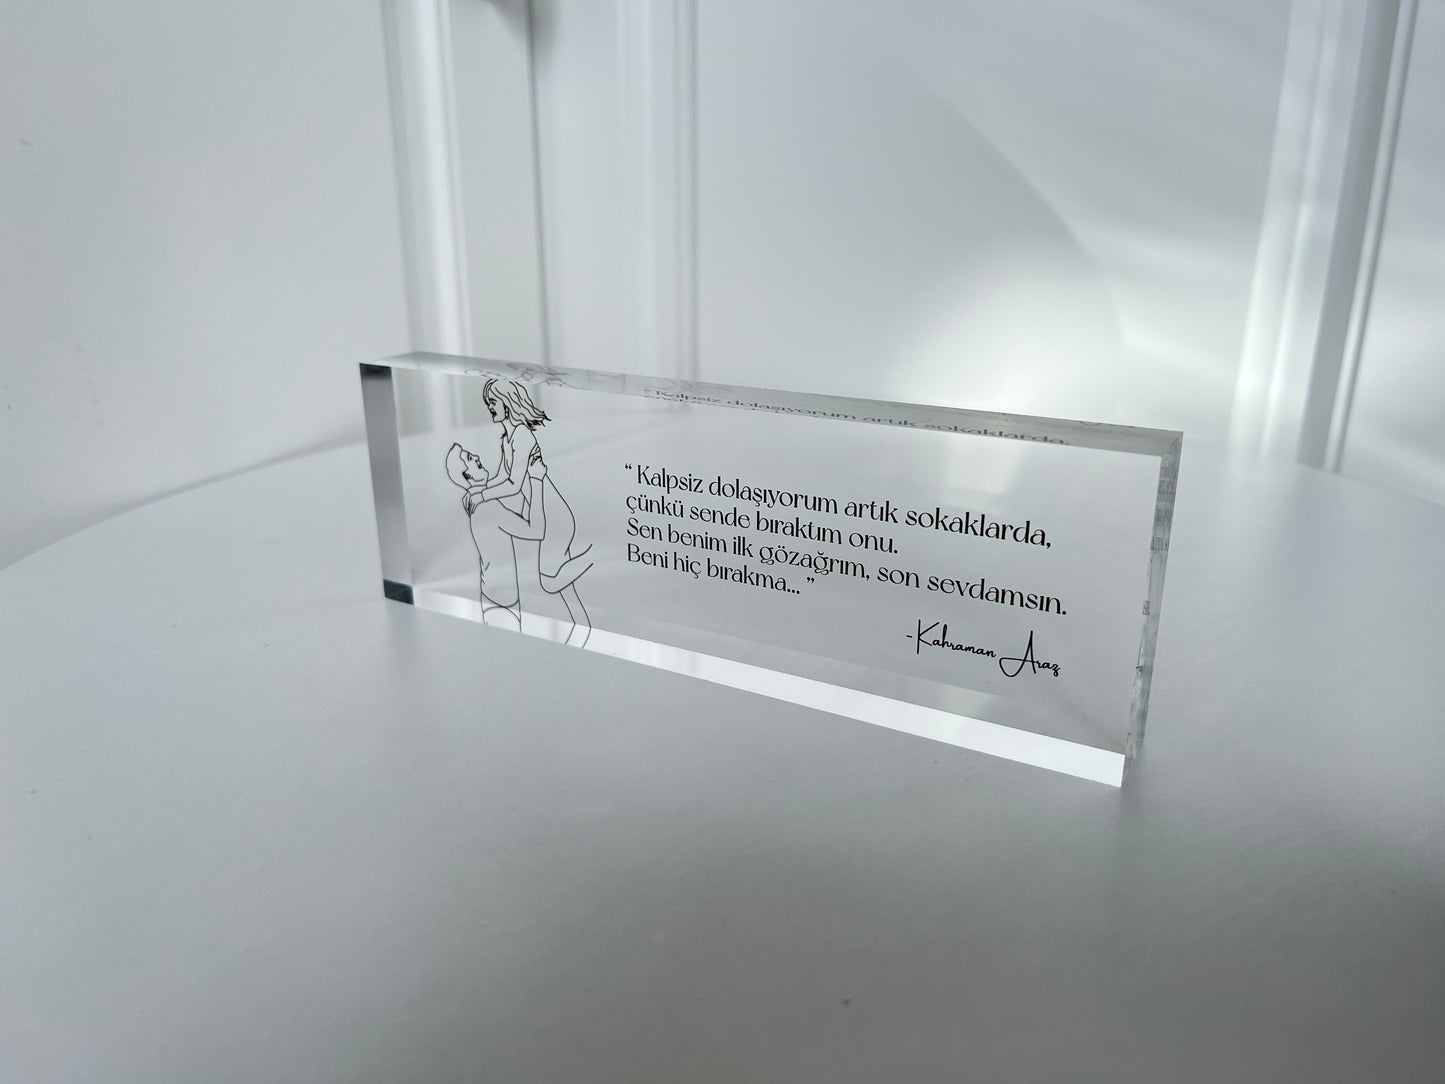 “ Kalpsiz dolaşıyorum artık sokaklarda,
çünkü sende bıraktım onu.
Sen benim ilk gözağrım, son sevdamsın.
Beni hiç bırakma... ”
-Kahraman Araz